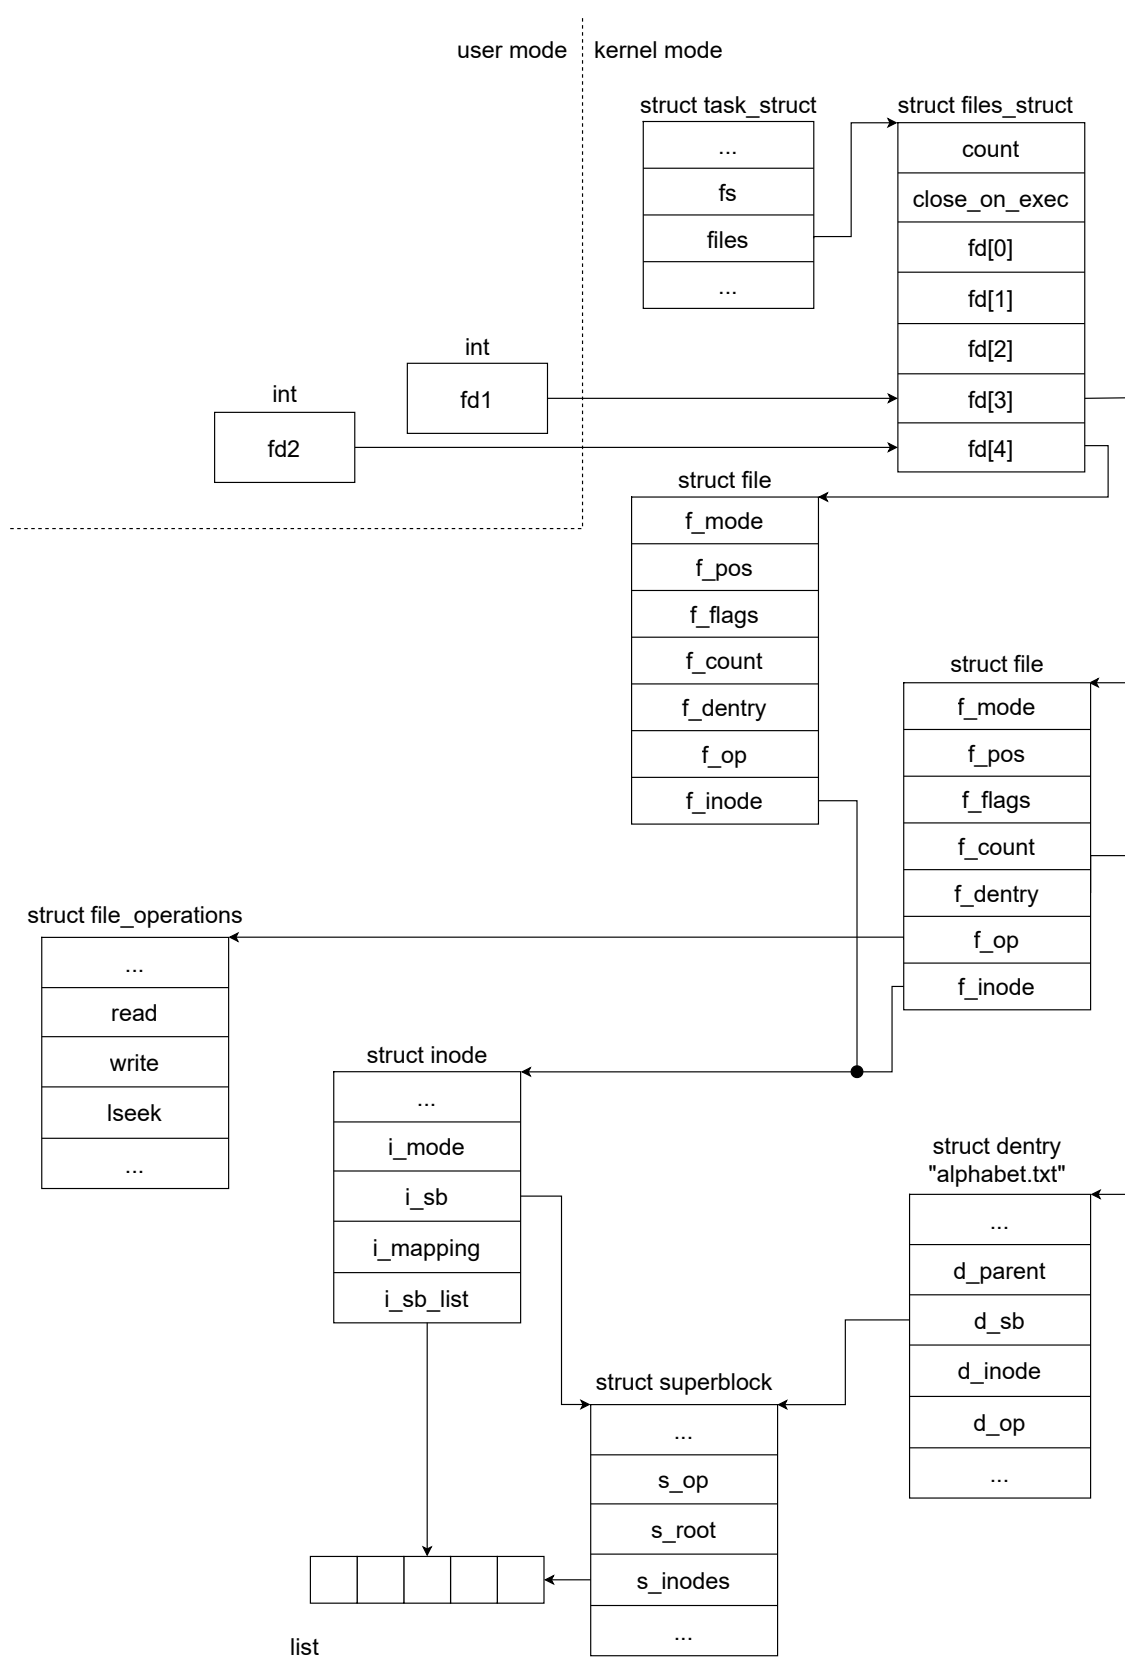 user mode
kernel mode
struct task_struct
...
fs
files
...
struct files_struct
count
close_on_exec
fd[0]
fd[1]
fd[2]
fd[3]
fd[4]
int
fd1
int
fd2
struct file
f_mode
f_pos
f_flags
f_count
f_dentry
f_op
f_inode
struct file
f_mode
f_pos
f_flags
f_count
f_dentry
f_op
f_inode
struct file_operations
...
read
write
lseek
...
struct inode
...
i_mode
i_sb
i_mapping
i_sb_list
struct dentry
"alphabet.txt"
...
d_parent
d_sb
d_inode
d_op
...
struct superblock
...
s_op
s_root
s_inodes
...
list